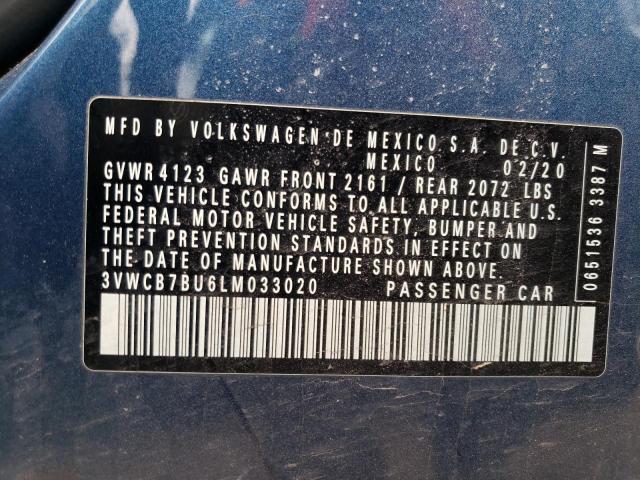 MFD BY VOLKSWAGEN DE MEXICO S.A. DE C.V.
MEXICO 02/20
GVWR 4123 GAWR FRONT 2161 / REAR 2072 LBS
THIS VEHICLE CONFORMS TO ALL APPLICABLE U.S.
FEDERAL MOTOR VEHICLE SAFETY, BUMPER, AND
THEFT PREVENTION STANDARDS IN EFFECT ON
THE DATE OF MANUFACTURE SHOWN ABOVE.
3VWCB7BU6LM033020 PASSENGER CAR
0651536 3387 M